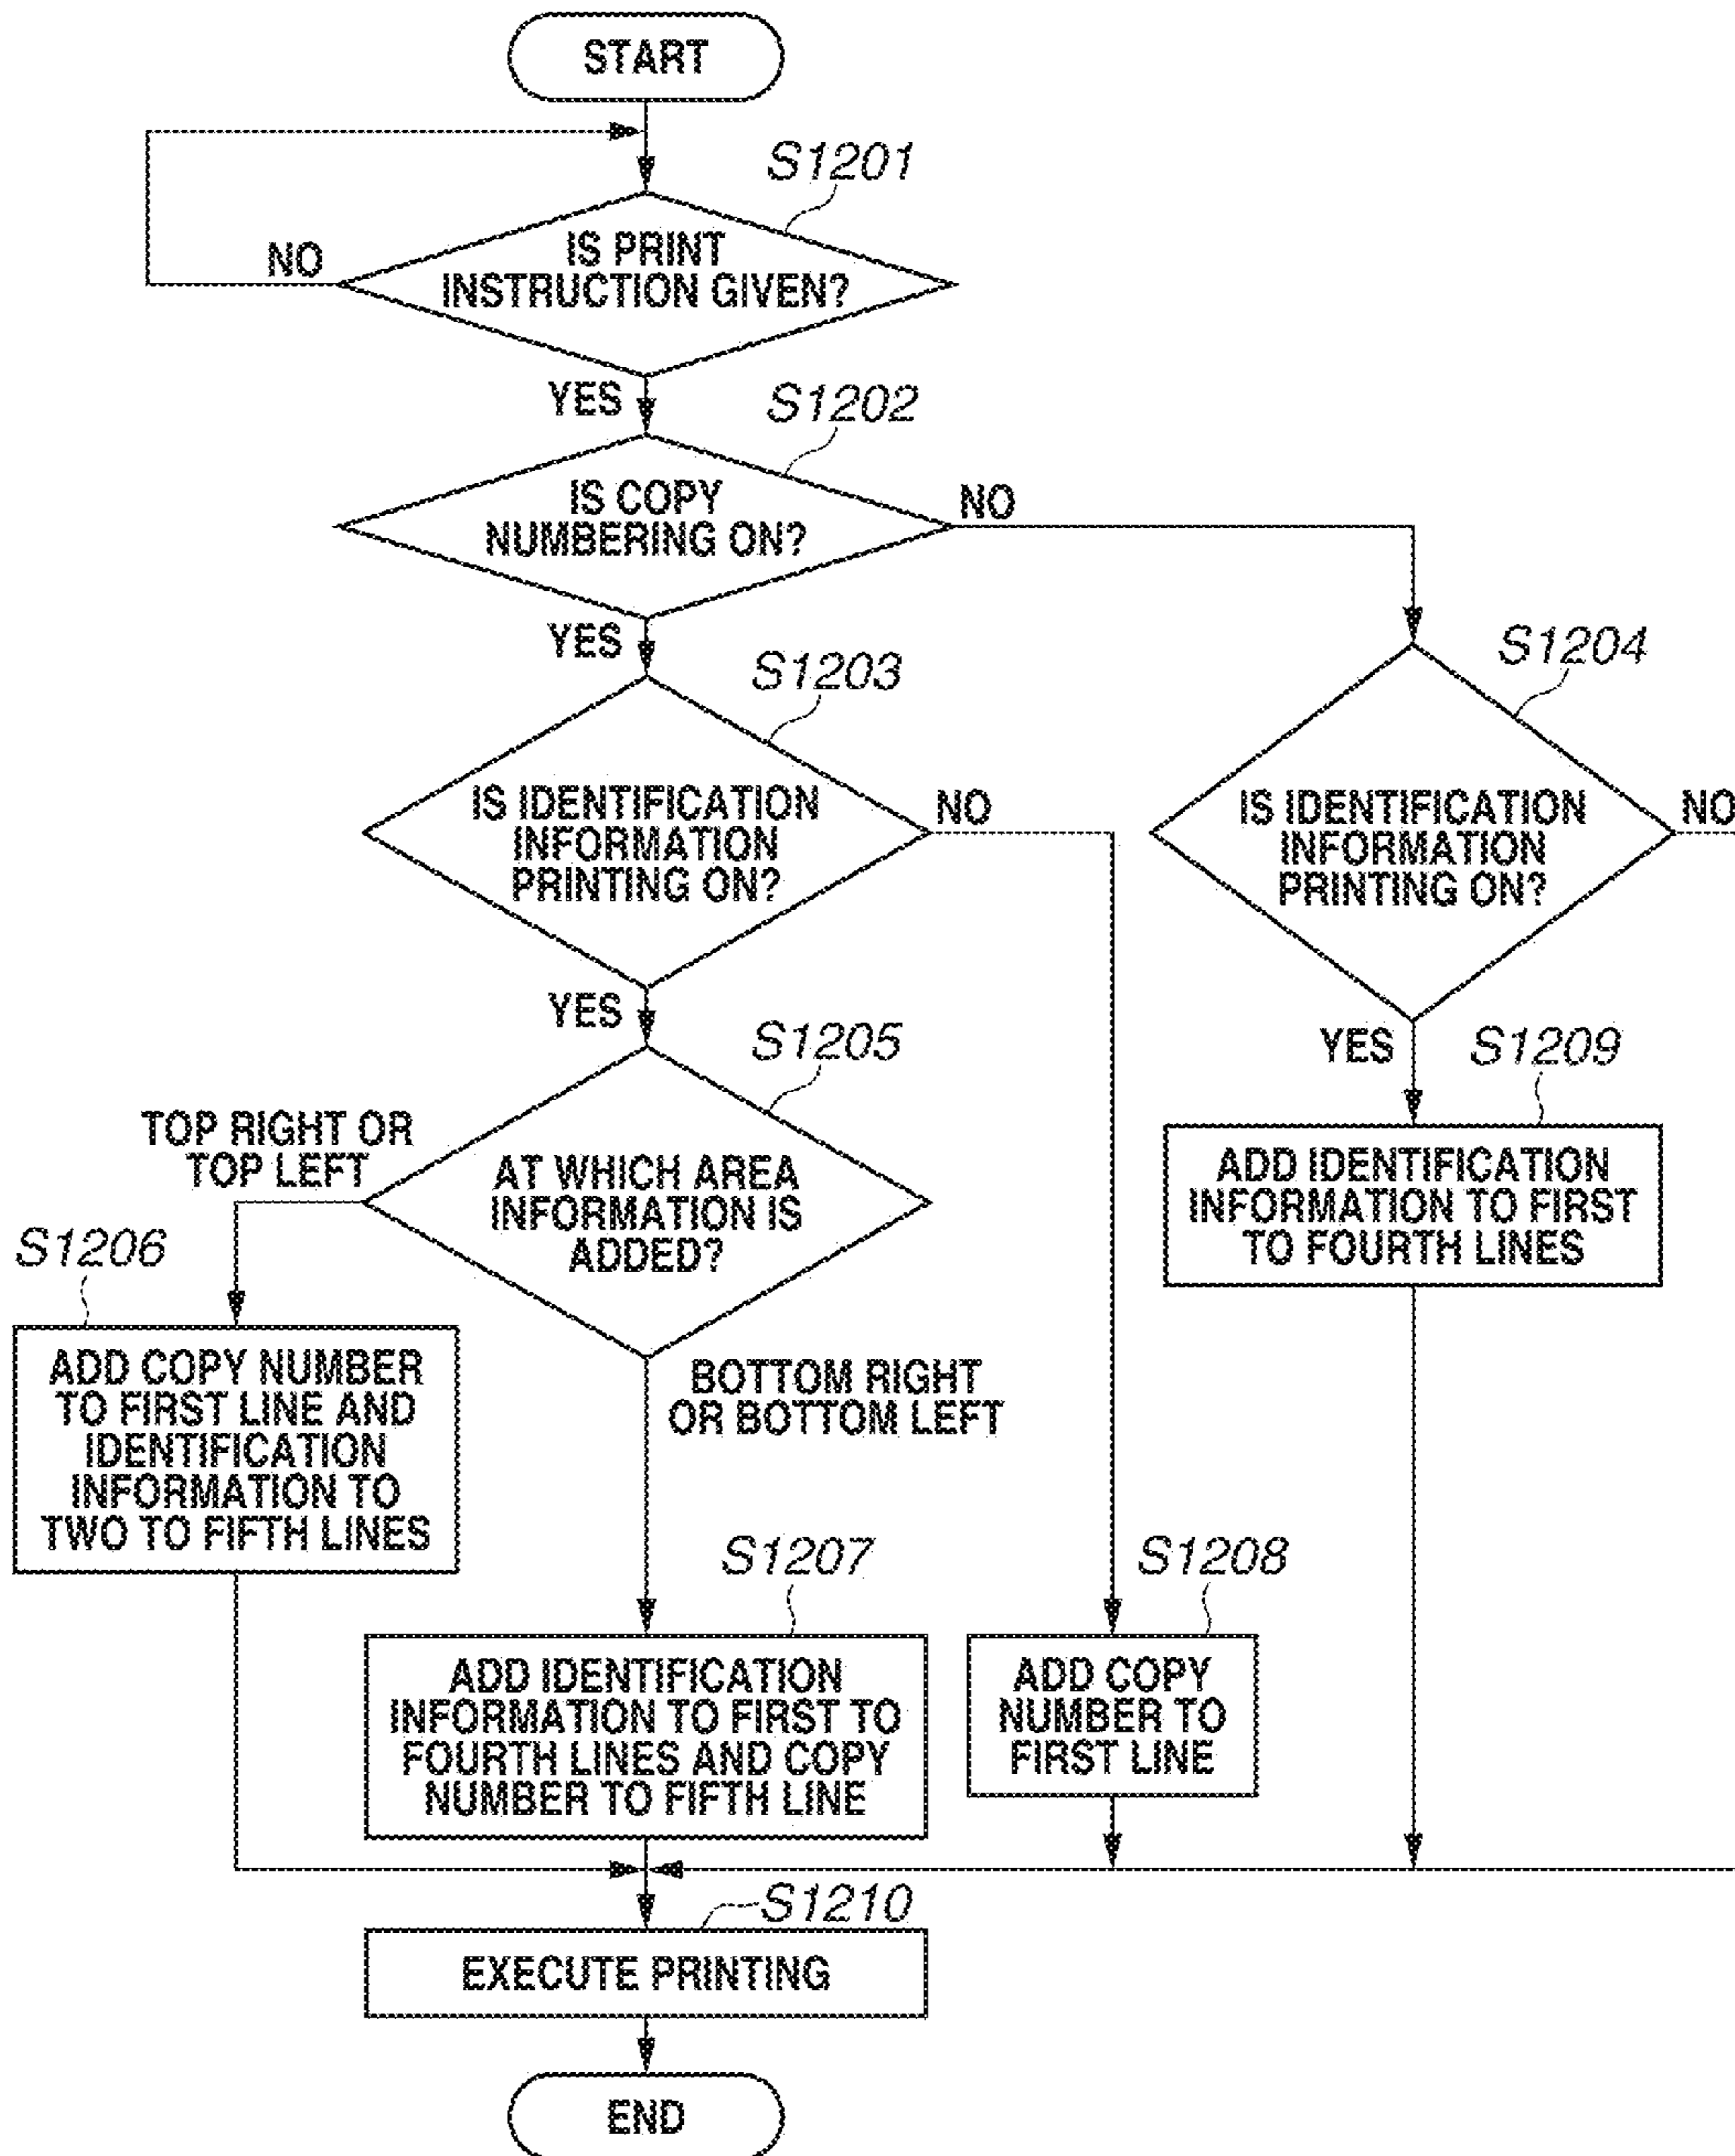 START
S1201
IS PRINT
INSTRUCTION GIVEN?
NO
YES
S1202
IS COPY
NUMBERING ON?
NO
YES
S1203
IS IDENTIFICATION
INFORMATION
PRINTING ON?
NO
S1204
IS IDENTIFICATION
INFORMATION
PRINTING ON?
NO
YES
S1205
AT WHICH AREA
INFORMATION IS
ADDED?
TOP RIGHT OR
TOP LEFT
YES
S1209
ADD IDENTIFICATION
INFORMATION TO FIRST
TO FOURTH LINES
S1206
ADD COPY NUMBER
TO FIRST LINE AND
IDENTIFICATION
INFORMATION TO
TWO TO FIFTH LINES
BOTTOM RIGHT
OR BOTTOM LEFT
S1207
ADD IDENTIFICATION
INFORMATION TO FIRST TO
FOURTH LINES AND COPY
NUMBER TO FIFTH LINE
S1208
ADD COPY
NUMBER TO
FIRST LINE
S1210
EXECUTE PRINTING
END